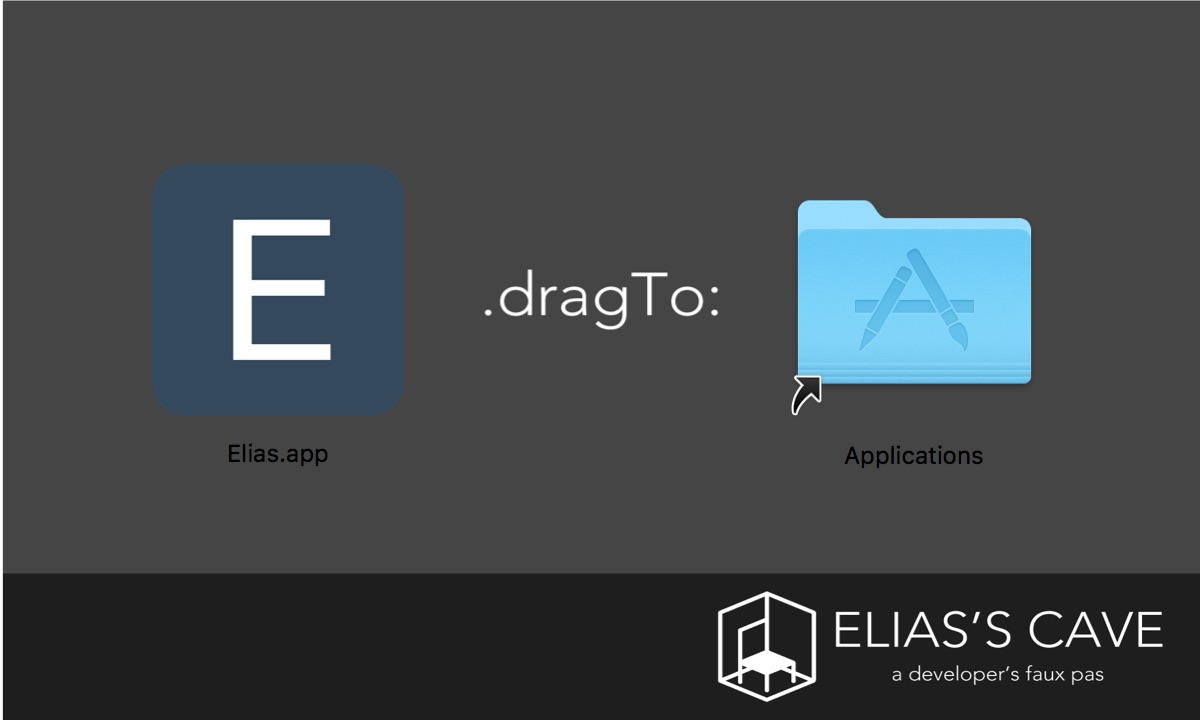 E
.dragTo:
Elias.app
Applications
ELIAS’S CAVE
a developer’s faux pas